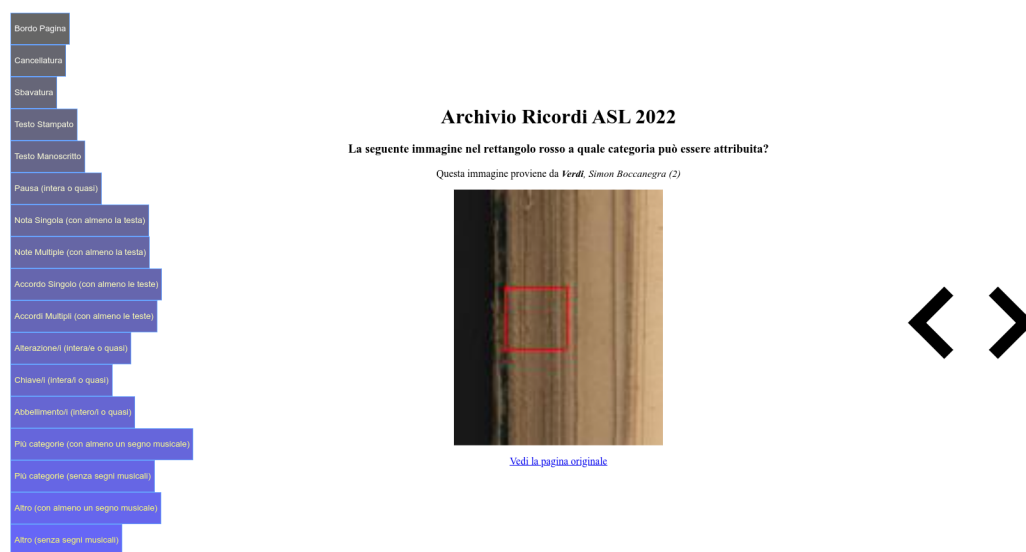 Bordo Pagina
Cancellatura
Sbavatura
Testo Stampato
Testo Manoscritto
Pausa (intera o quasi)
Nota Singola (con almeno la testa)
Note Multiple (con almeno la testa)
Accordo Singolo (con almeno le teste)
Accordi Multipli (con almeno le teste)
Alterazione/i (intera/e o quasi)
Chiave/i (intera/i o quasi)
Abbellimento/i (intero/i o quasi)
Più categorie (con almeno un segno musicale)
Più categorie (senza segni musicali)
Altro (con almeno un segno musicale)
Altro (senza segni musicali)
Archivio Ricordi ASL 2022
La seguente immagine nel rettangolo rosso a quale categoria può essere attribuita?
Questa immagine proviene da Verdi, Simon Boccanegra (2)
Vedi la pagina originale